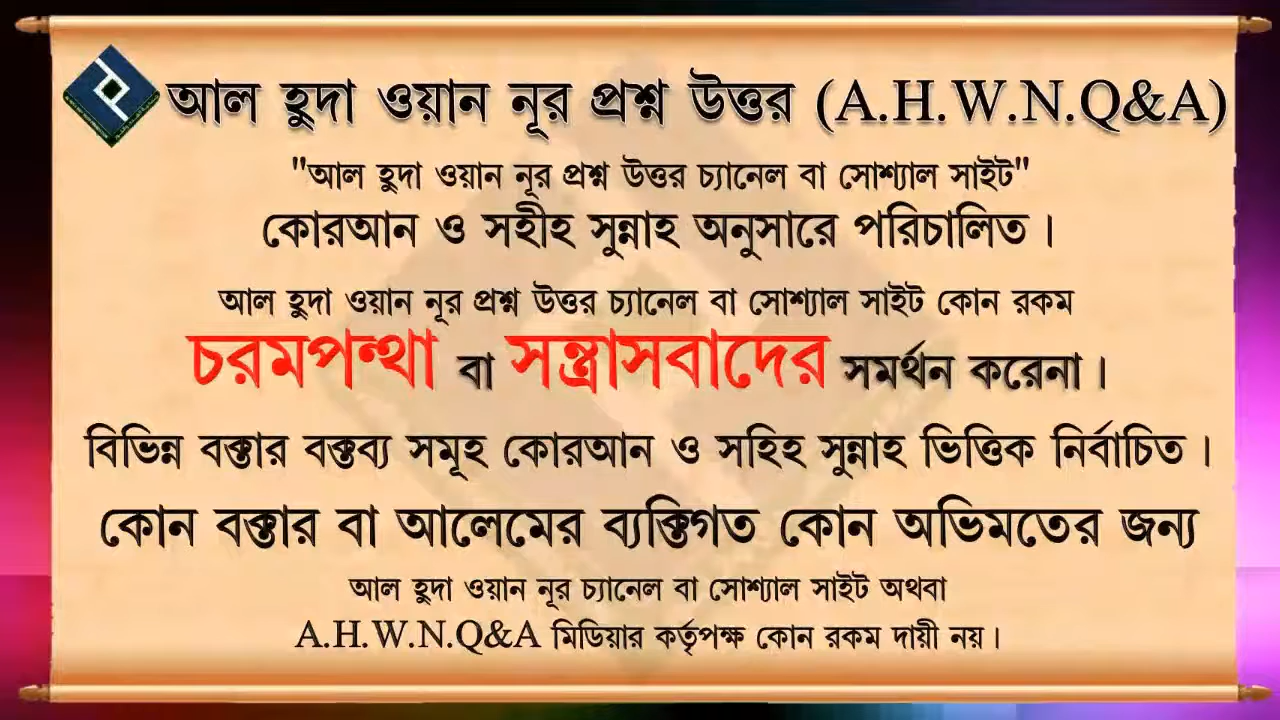 আল হুদা ওয়ান নূর প্রশ্ন উত্তর (A.H.W.N.Q&A)
"আল হুদা ওয়ান নূর প্রশ্ন উত্তর চ্যানেল বা সোশ্যাল সাইট"
কোরআন ও সহীহ সুন্নাহ অনুসারে পরিচালিত।
আল হুদা ওয়ান নূর প্রশ্ন উত্তর চ্যানেল বা সোশ্যাল সাইট কোন রকম
চরমপন্থা বা সন্ত্রাসবাদের সমর্থন করেনা।
বিভিন্ন বক্তার বক্তব্য সমূহ কোরআন ও সহিহ সুন্নাহ ভিত্তিক নির্বাচিত।
কোন বক্তার বা আলেমের ব্যক্তিগত কোন অভিমতের জন্য
আল হুদা ওয়ান নূর চ্যানেল বা সোশ্যাল সাইট অথবা
A.H.W.N.Q&A মিডিয়ার কর্তৃপক্ষ কোন রকম দায়ী নয়।